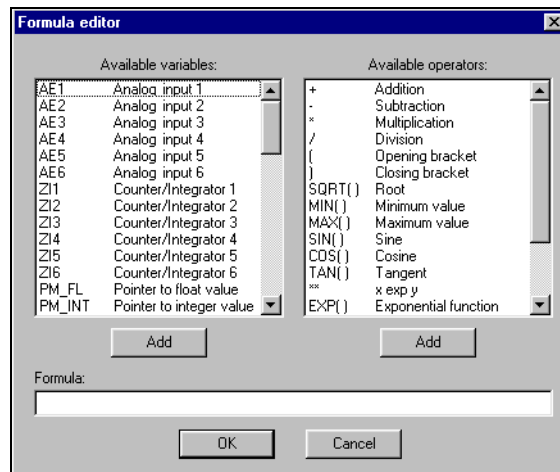 Formula editor
Available variables:
AE1 Analog input 1
AE2 Analog input 2
AE3 Analog input 3
AE4 Analog input 4
AE5 Analog input 5
AE6 Analog input 6
ZI1 Counter/Integrator 1
ZI2 Counter/Integrator 2
ZI3 Counter/Integrator 3
ZI4 Counter/Integrator 4
ZI5 Counter/Integrator 5
ZI6 Counter/Integrator 6
PM_FL Pointer to float value
PM_INT Pointer to integer value
Add
Available operators:
+ Addition
- Subtraction
* Multiplication
/ Division
( Opening bracket
) Closing bracket
SQRT( ) Root
MIN( ) Minimum value
MAX( ) Maximum value
SIN( ) Sine
COS( ) Cosine
TAN( ) Tangent
** x exp y
EXP( ) Exponential function
Add
Formula:
OK
Cancel